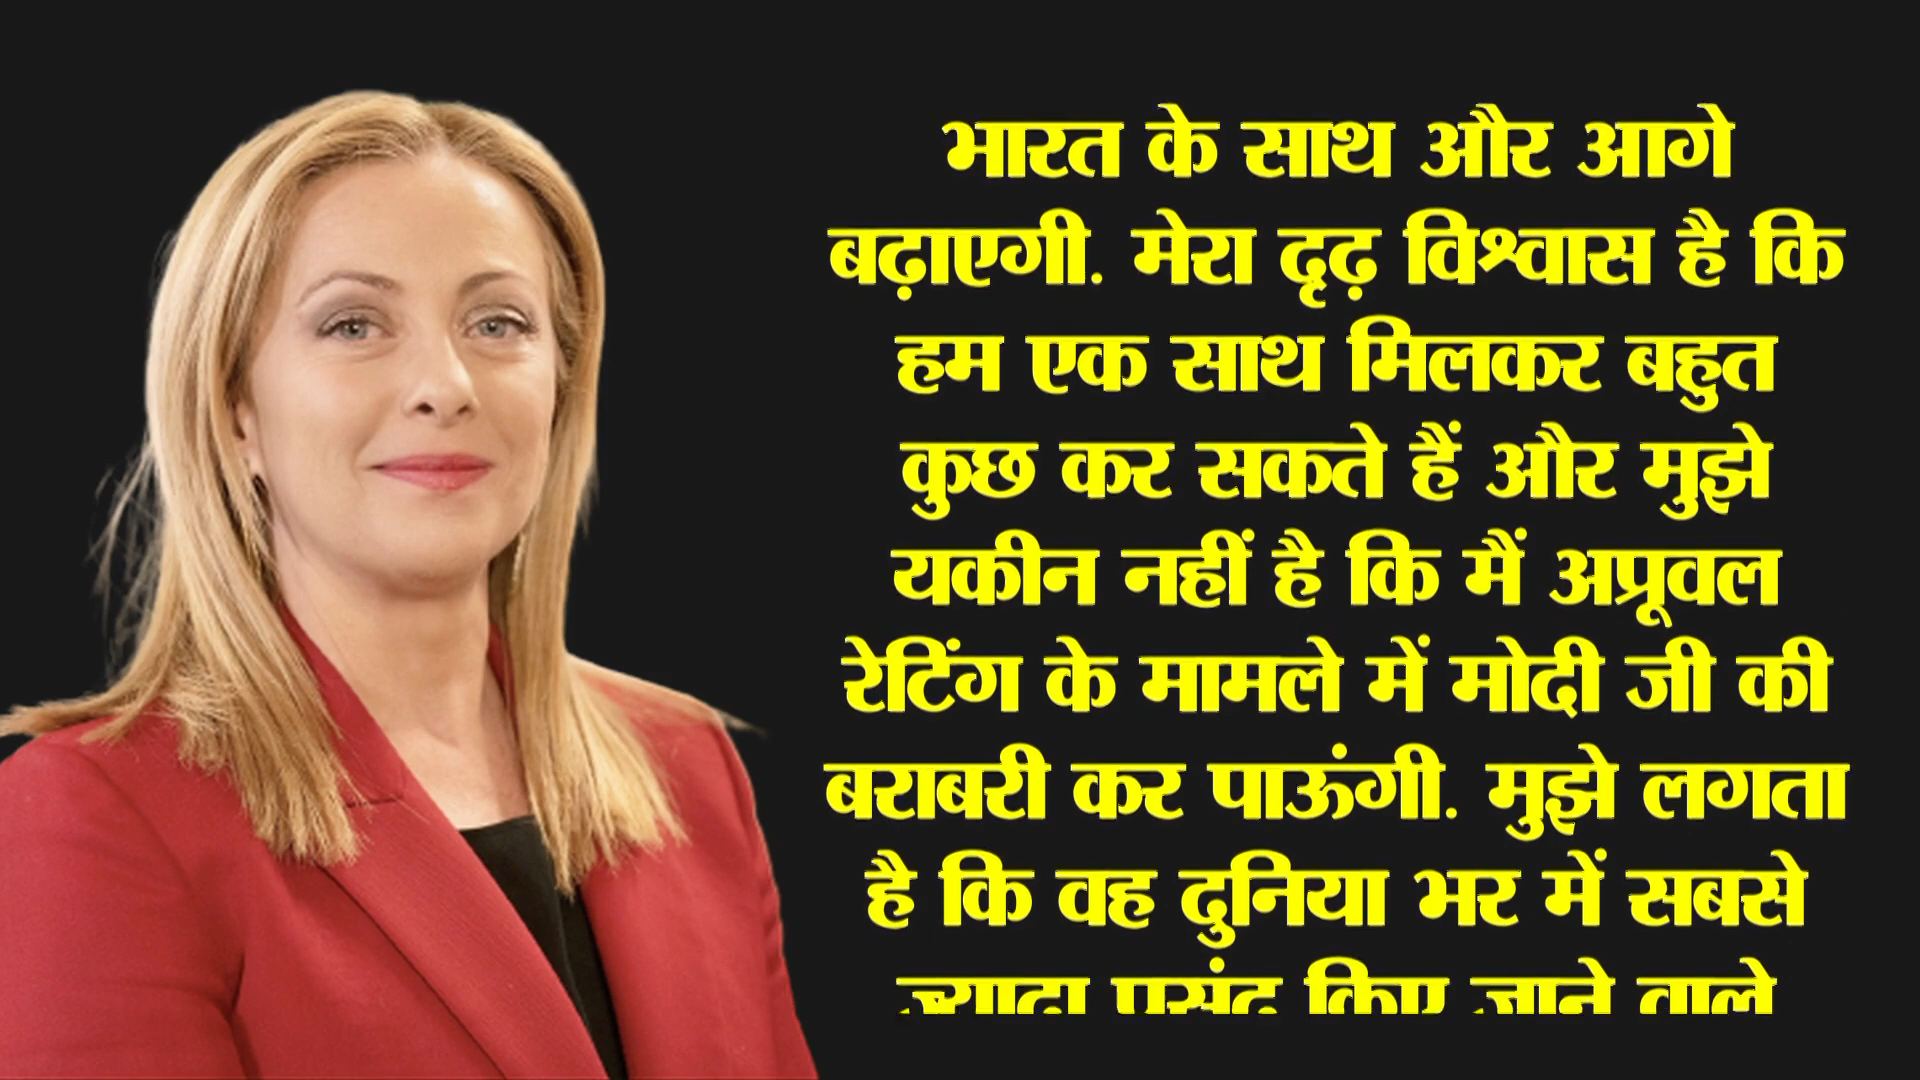 भारत के साथ और आगे
बढ़ाएगी. मेरा दृढ़ विश्वास है कि
हम एक साथ मिलकर बहुत
कुछ कर सकते हैं और मुझे
यकीन नहीं है कि मैं अप्रूवल
रेटिंग के मामले में मोदी जी की
बराबरी कर पाऊंगी. मुझे लगता
है कि वह दुनिया भर में सबसे
ज्यादा पसंद किए जाने वाले